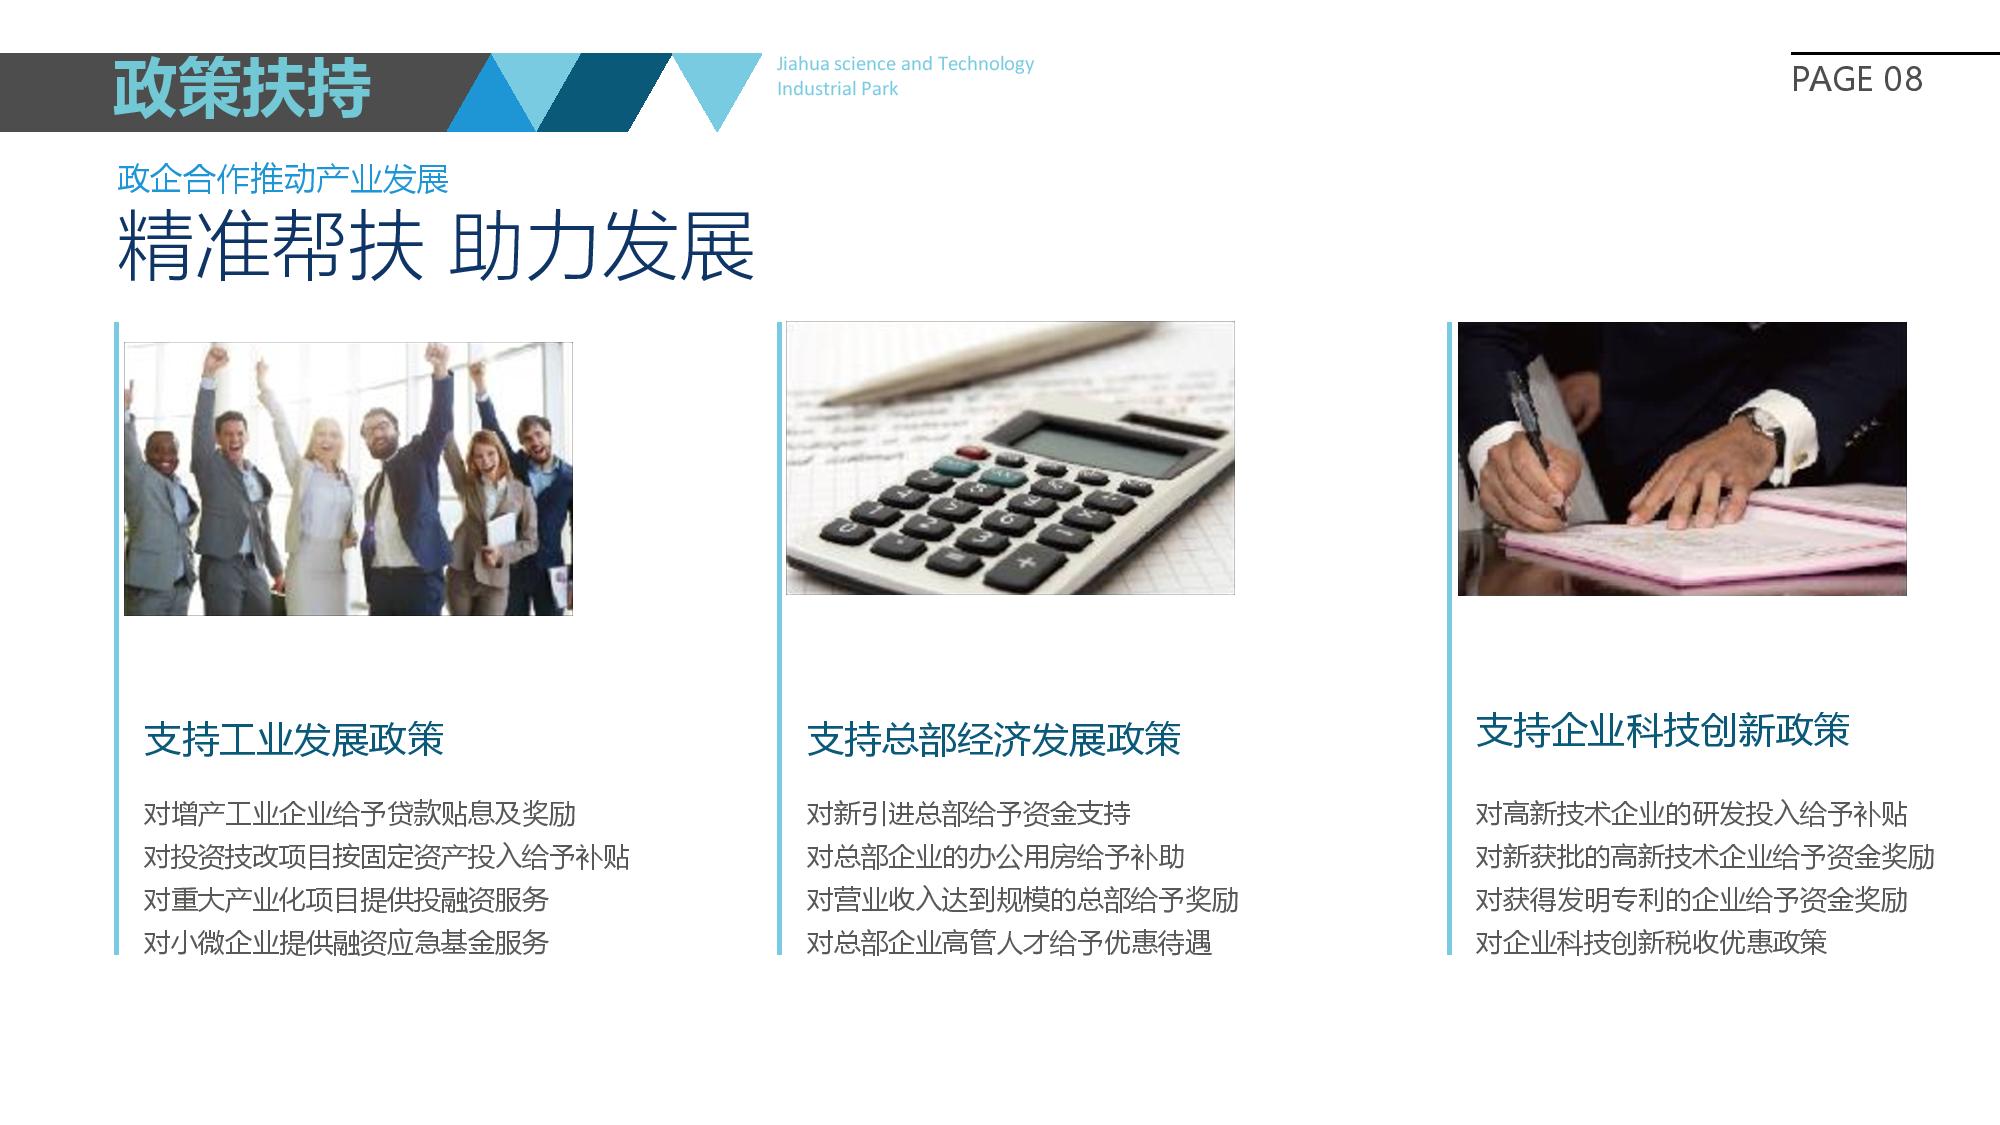 政策扶持
Jiahua science and Technology
Industrial Park
PAGE 08
政企合作推动产业发展
精准帮扶 助力发展
支持工业发展政策
对增产工业企业给予贷款贴息及奖励
对投资技改项目按固定资产投入给予补贴
对重大产业化项目提供投融资服务
对小微企业提供融资应急基金服务
支持总部经济发展政策
对新引进总部给予资金支持
对总部企业的办公用房给予补助
对营业收入达到规模的总部给予奖励
对总部企业高管人才给予优惠待遇
支持企业科技创新政策
对高新技术企业的研发投入给予补贴
对新获批的高新技术企业给予资金奖励
对获得发明专利的企业给予资金奖励
对企业科技创新税收优惠政策